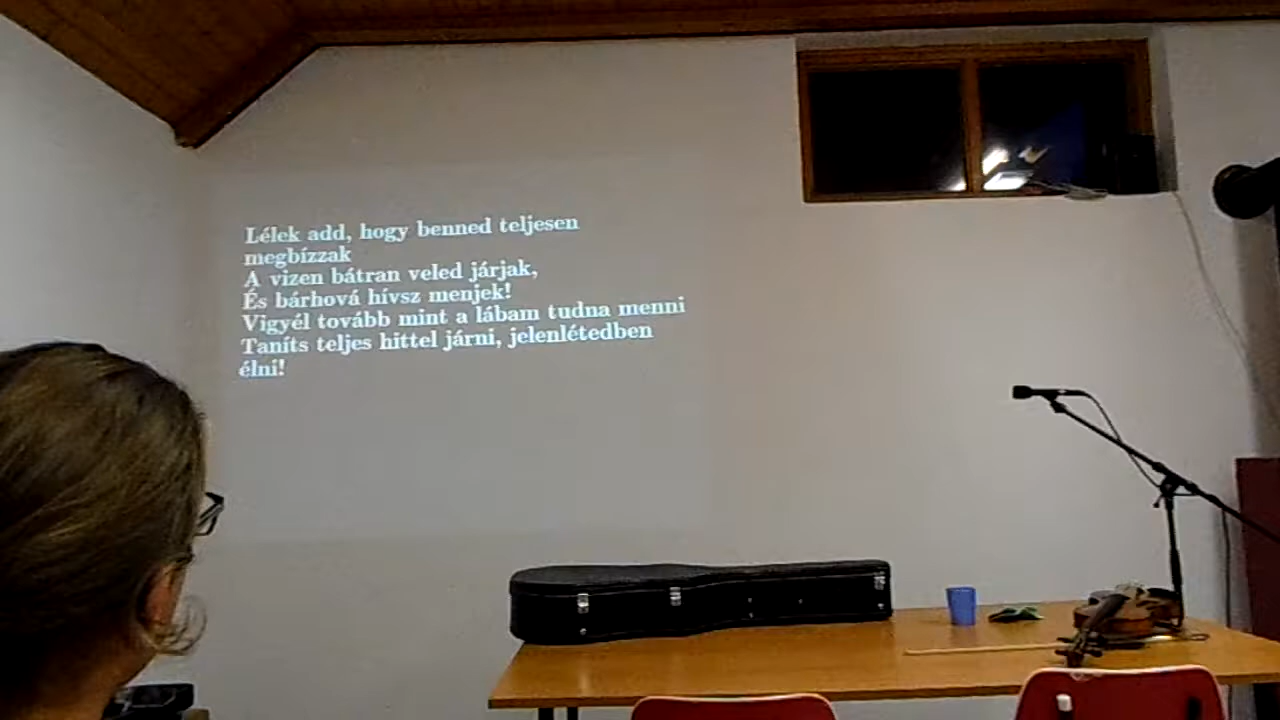 Lélek add, hogy benned teljesen
megbízzak
A vizen bátran veled járjak,
És bárhová hívsz menjek!
Vigyél tovább mint a lábam tudna menni
Taníts teljes hittel járni, jelenlétedben
élni!